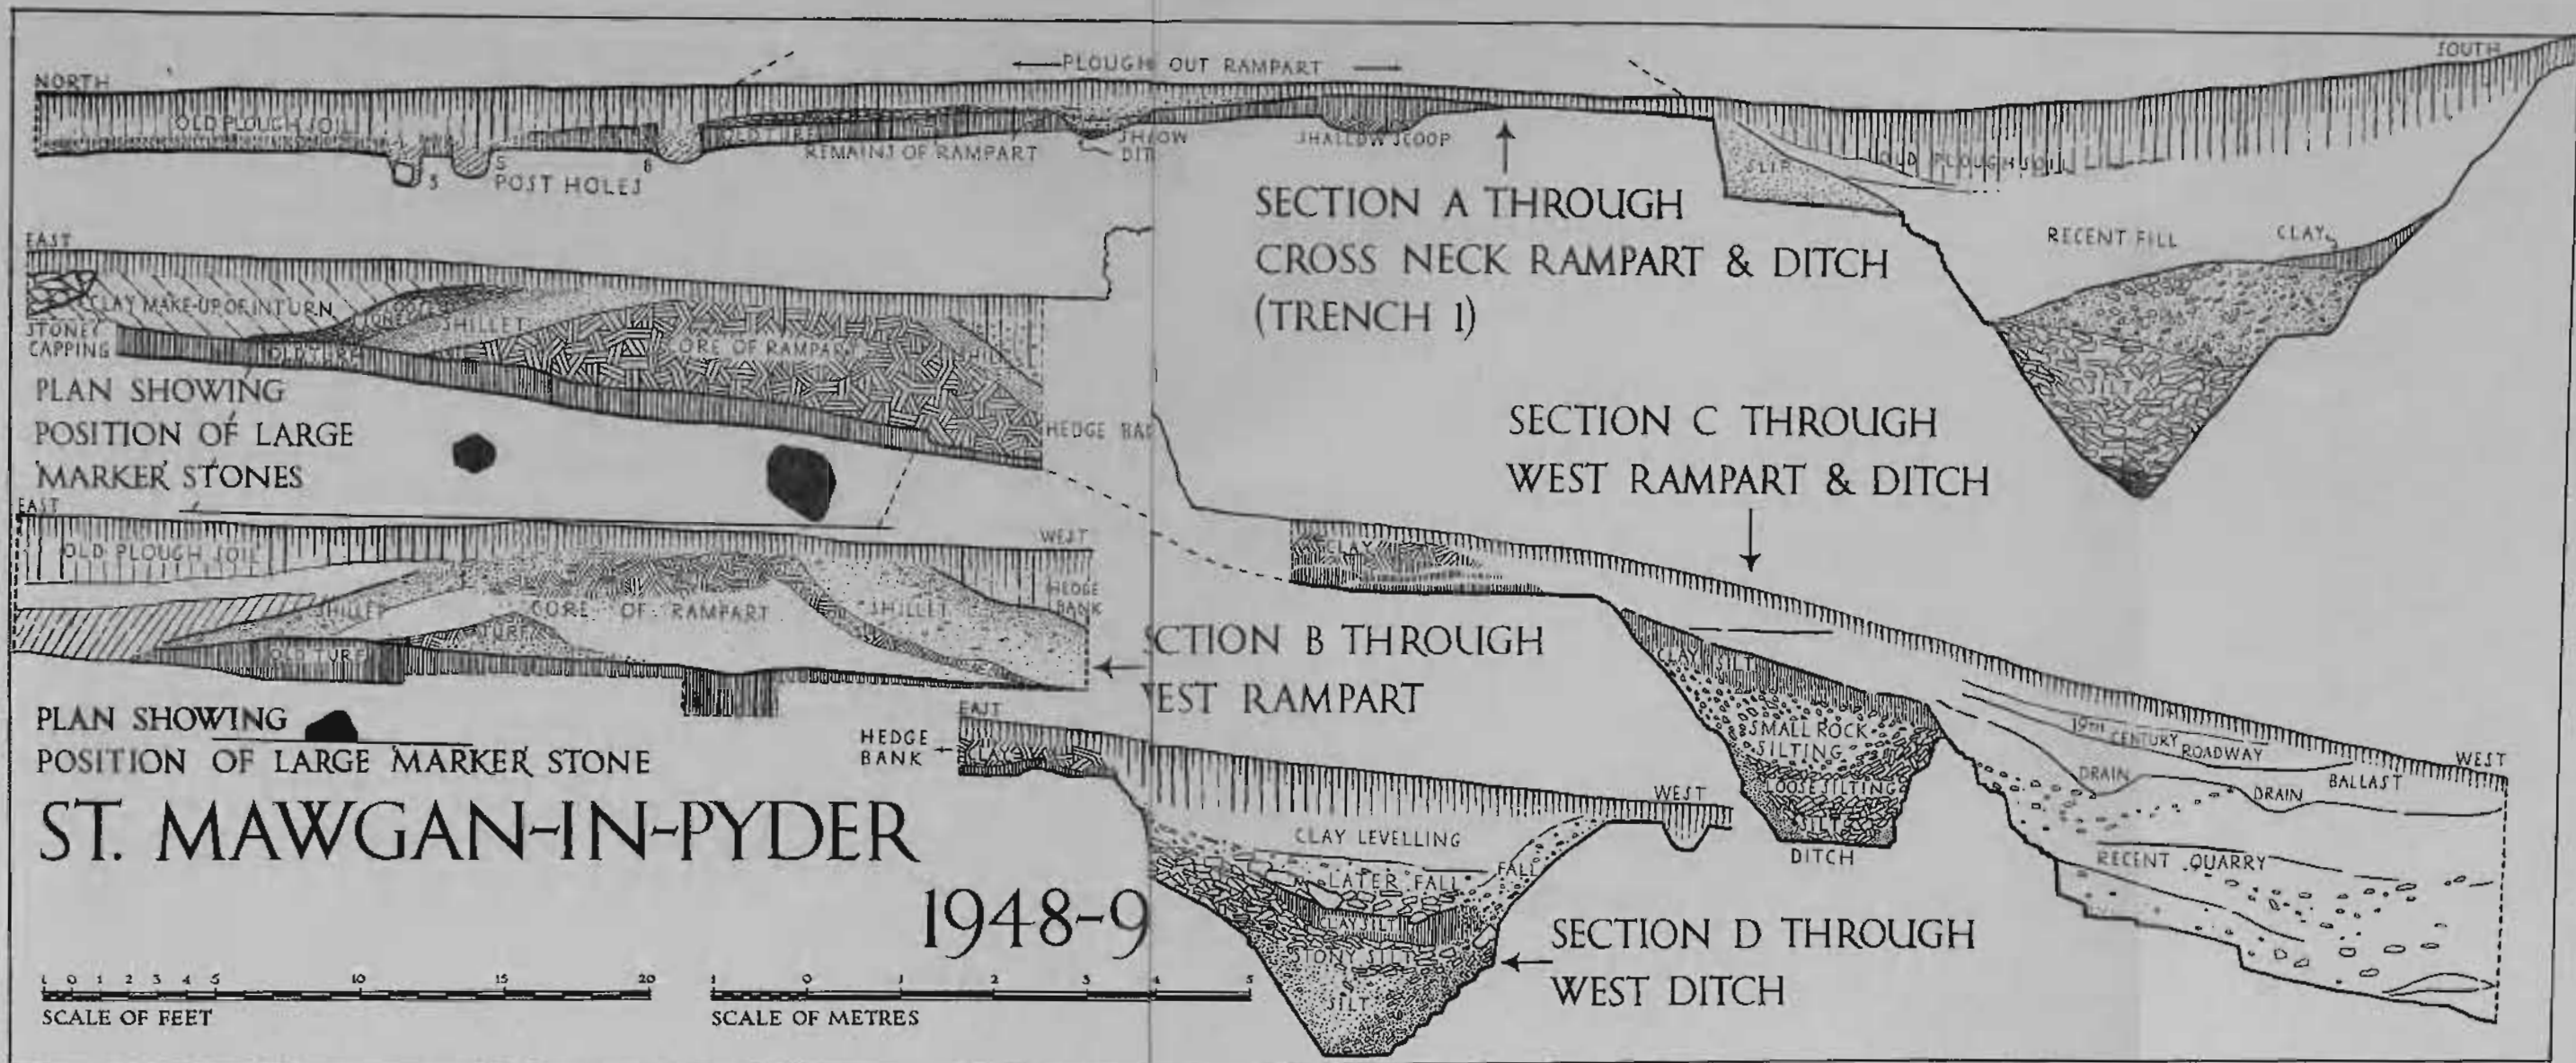 NORTH
PLOUGH OUT RAMPART
SOUTH
OLD PLOUGH SOIL
OLD TURF
REMAINS OF RAMPART
SHALLOW SCOOP
SLIP
OLD PLOUGH SOIL
3
5
POST HOLES
8
RECENT FILL
CLAY
SILT
SECTION A THROUGH
CROSS NECK RAMPART & DITCH
(TRENCH 1)
EAST
CLAY MAKE-UP OF INTURN
STONEY
CAPPING
SHILLET
OLD TURF
CORE OF RAMPART
HEDGE
PLAN SHOWING
POSITION OF LARGE
'MARKER' STONES
SECTION C THROUGH
WEST RAMPART & DITCH
CLAY
CLAY SILT
SMALL ROCK
SILTING
LOOSE SILTING
SILT
DITCH
19TH CENTURY ROADWAY
BALLAST
WEST
DRAIN
DRAIN
RECENT QUARRY
EAST
WEST
OLD PLOUGH SOIL
HEDGE
BANK
SHILLET
CORE OF RAMPART
SHILLET
TURF
OLD TURF
CTION B THROUGH
EST RAMPART
PLAN SHOWING
POSITION OF LARGE 'MARKER' STONE
EAST
HEDGE
BANK
CLAY
WEST
CLAY LEVELLING
LATER FALL
FALL
CLAY SILT
STONY SILT
SILT
SECTION D THROUGH
WEST DITCH
ST. MAWGAN-IN-PYDER
1948-9
1 0 1 2 3 4 5 10 15 20
SCALE OF FEET
1 0 1 2 3 4 5
SCALE OF METRES